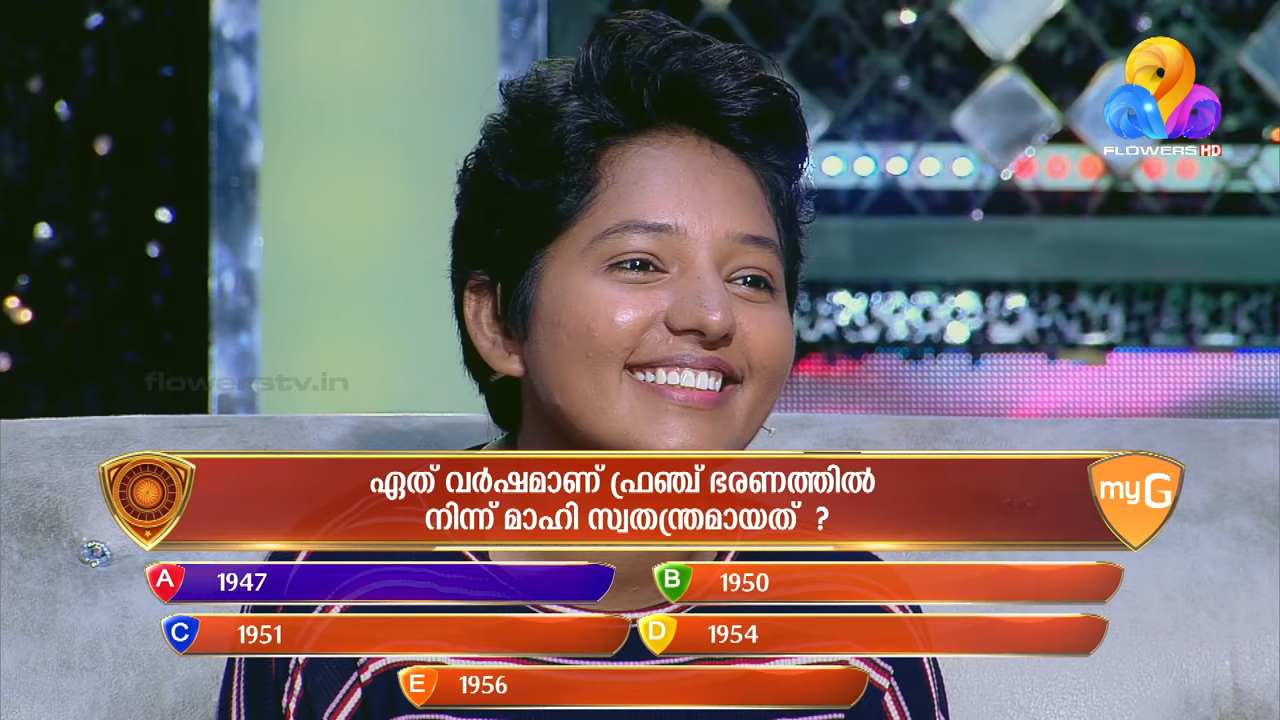 FLOWERS HD
flowerstv.in
ഏത് വർഷമാണ് ഫ്രഞ്ച് ഭരണത്തിൽ
നിന്ന് മാഹി സ്വതന്ത്രമായത് ?
myG
A 1947
B 1950
C 1951
D 1954
E 1956